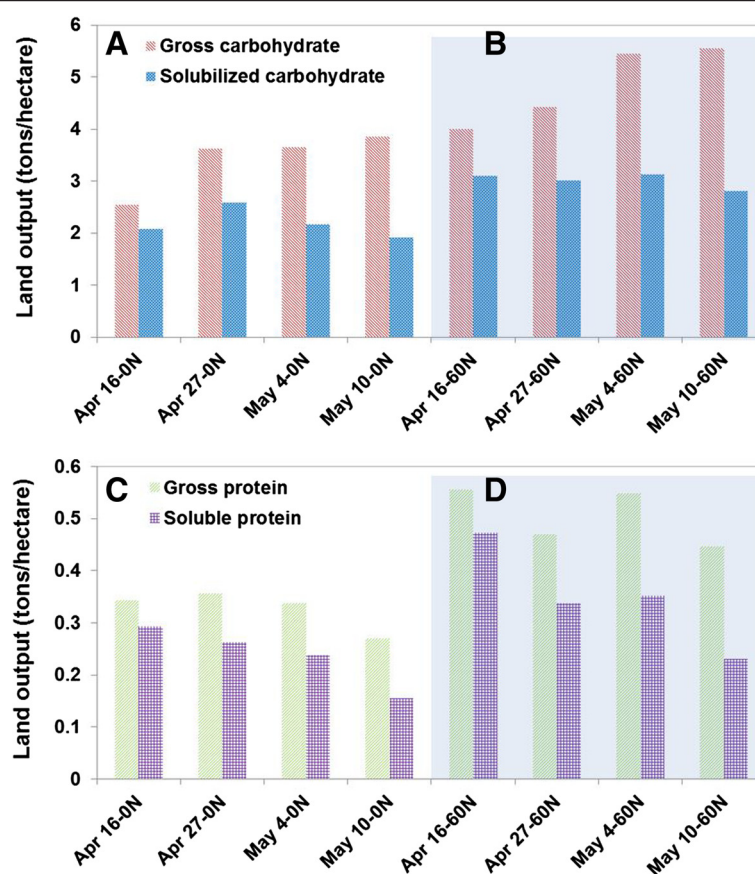 Land output (tons/hectare)
6
5
4
3
2
1
0
A
B
Gross carbohydrate
Solubilized carbohydrate
Apr 16-0N
Apr 27-0N
May 4-0N
May 10-0N
Apr 16-60N
Apr 27-60N
May 4-60N
May 10-60N
Land output (tons/hectare)
0.6
0.5
0.4
0.3
0.2
0.1
0
C
D
Gross protein
Soluble protein
Apr 16-0N
Apr 27-0N
May 4-0N
May 10-0N
Apr 16-60N
Apr 27-60N
May 4-60N
May 10-60N